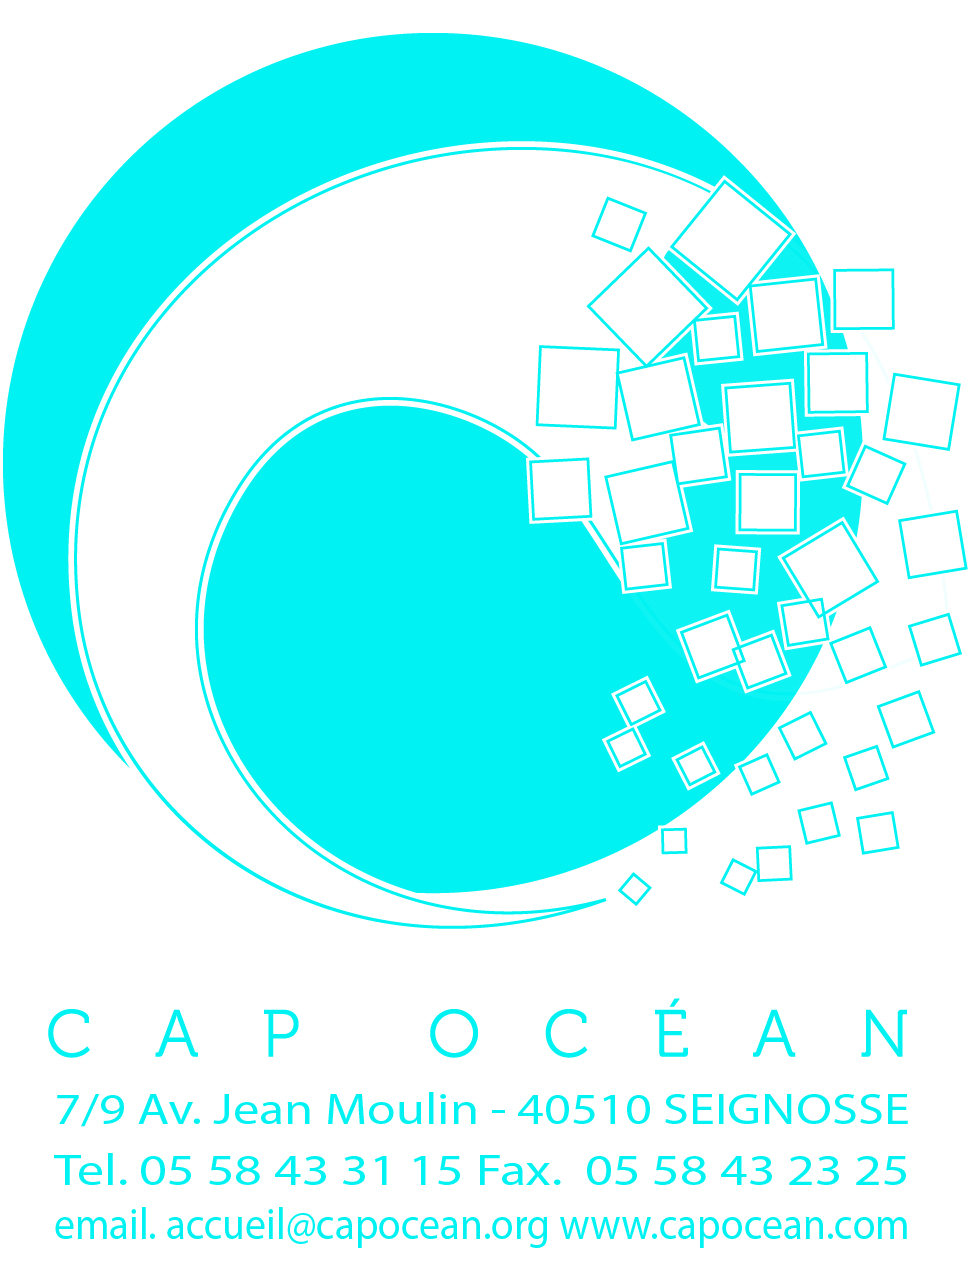 CAP OCÉAN
7/9 Av. Jean Moulin - 40510 SEIGNOSSE
Tel. 05 58 43 31 15 Fax. 05 58 43 23 25
email. accueil@capocean.org www.capocean.com